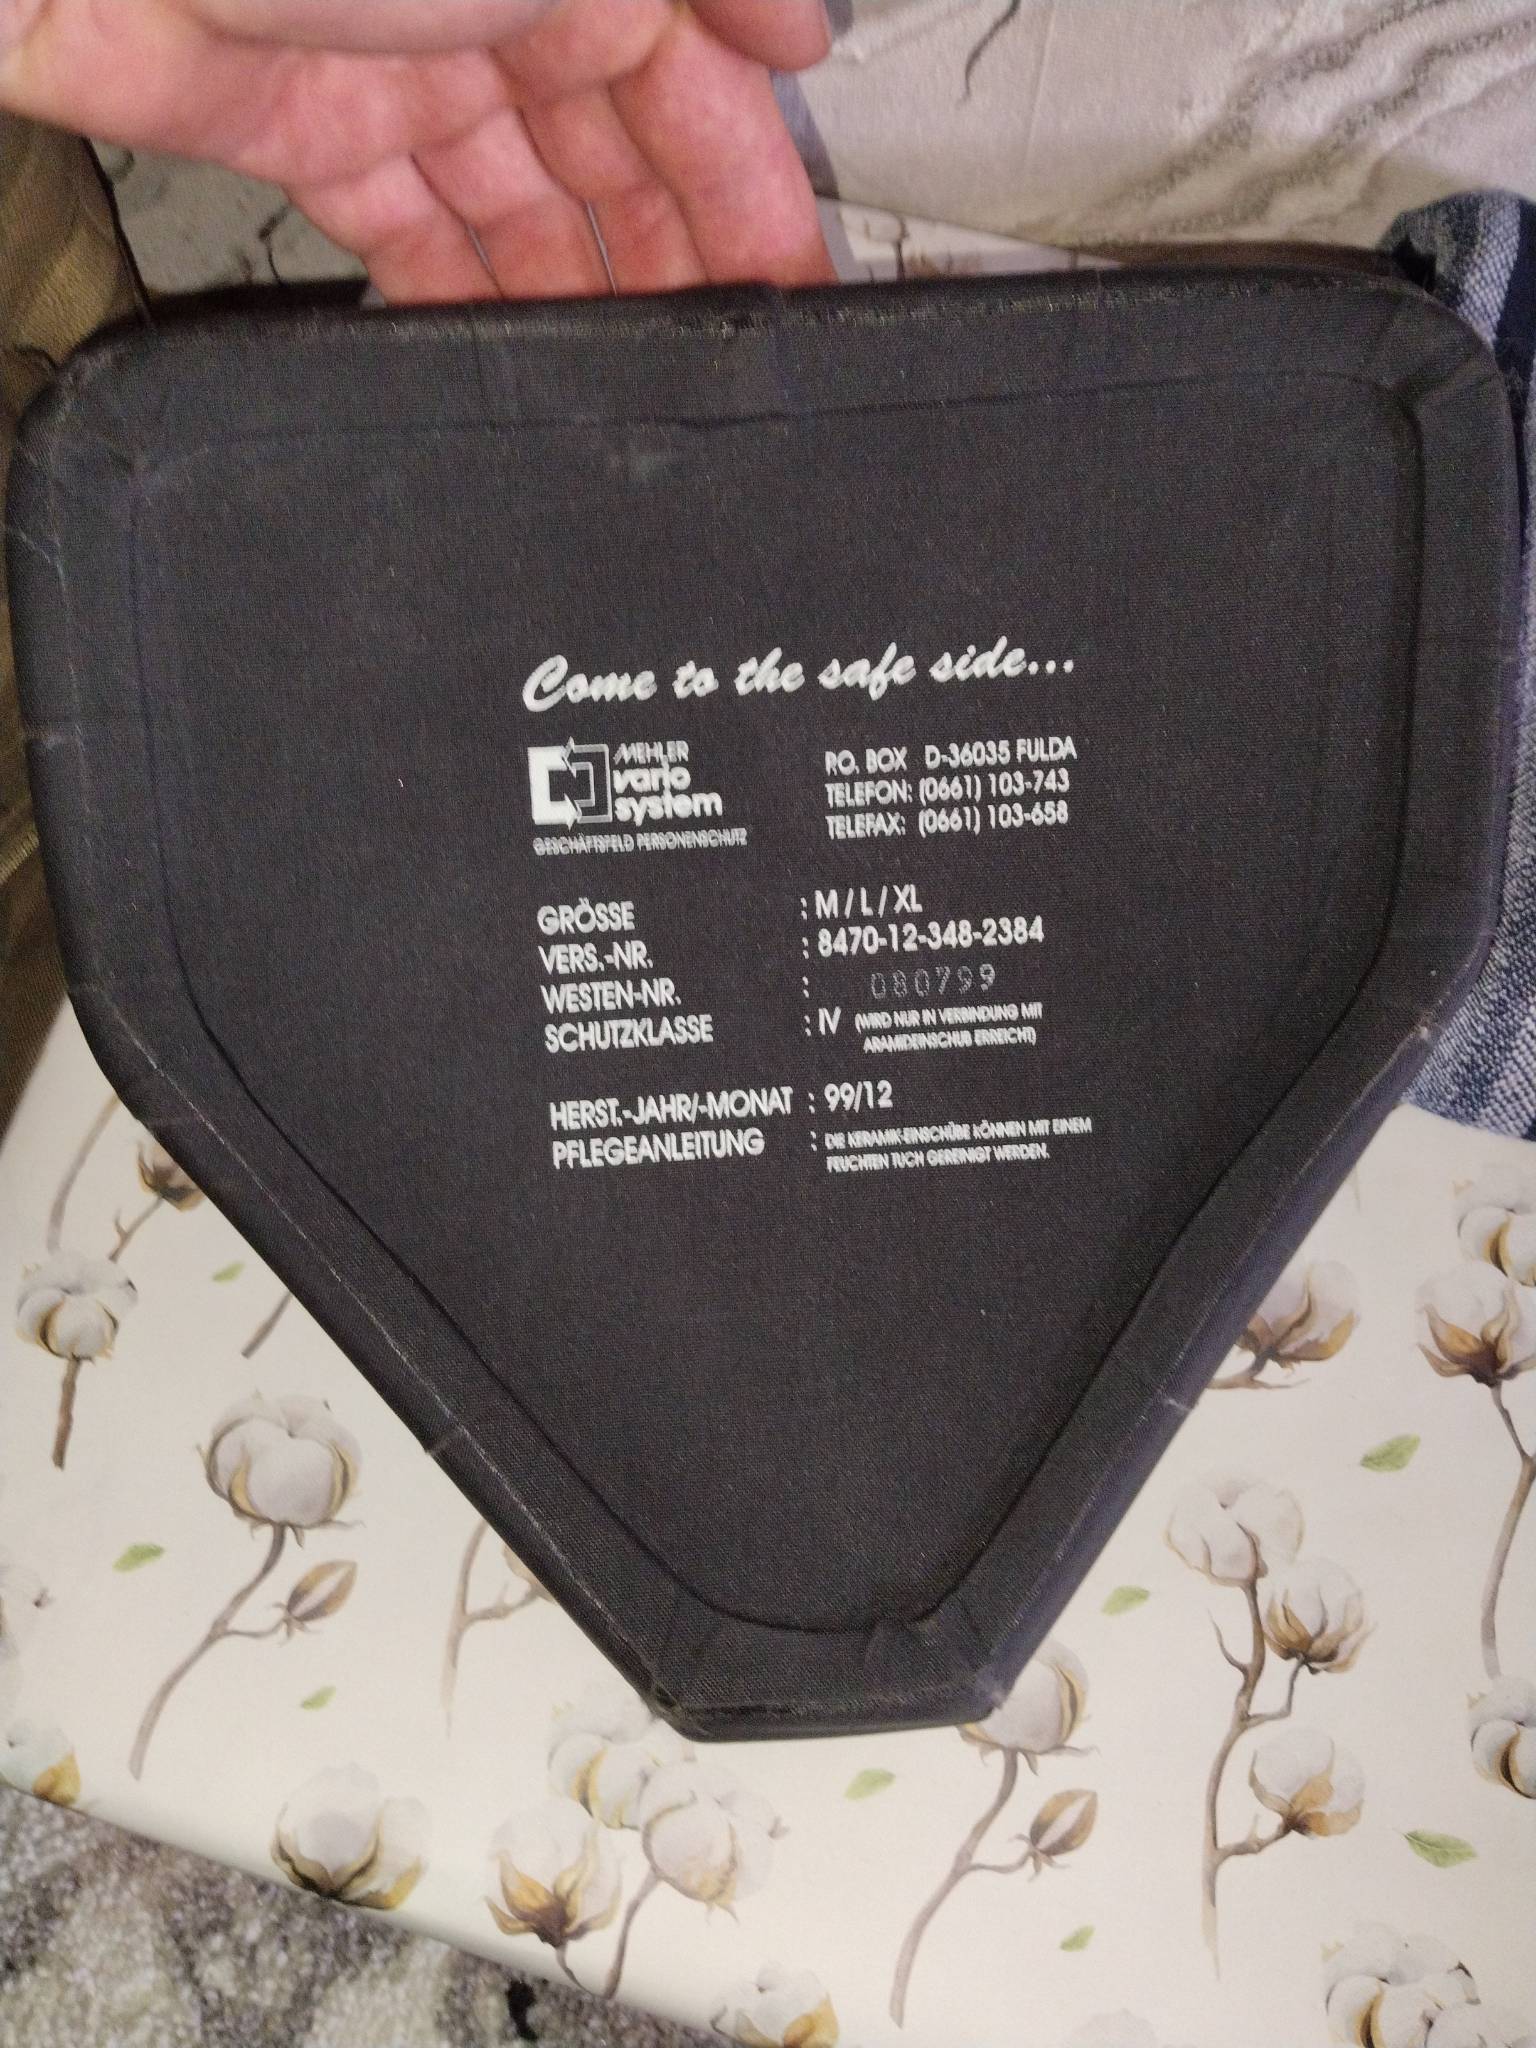 Come to the safe side...
MEHLER
vario
system
GESCHÄFTSFELD PERSONENSCHUTZ
P.O. BOX D-36035 FULDA
TELEFON: (0661) 103-743
TELEFAX: (0661) 103-658
GRÖSSE : M / L / XL
VERS.-NR. : 8470-12-348-2384
WESTEN-NR. : 080799
SCHUTZKLASSE : IV (WIRD NUR IN VERBINDUNG MIT
ARAMIDEINSCHUB ERREICHT)
HERST.-JAHR/-MONAT : 99/12
PFLEGEANLEITUNG : DIE KERAMIK-EINSCHÜBE KÖNNEN MIT EINEM
FEUCHTEN TUCH GEREINIGT WERDEN.